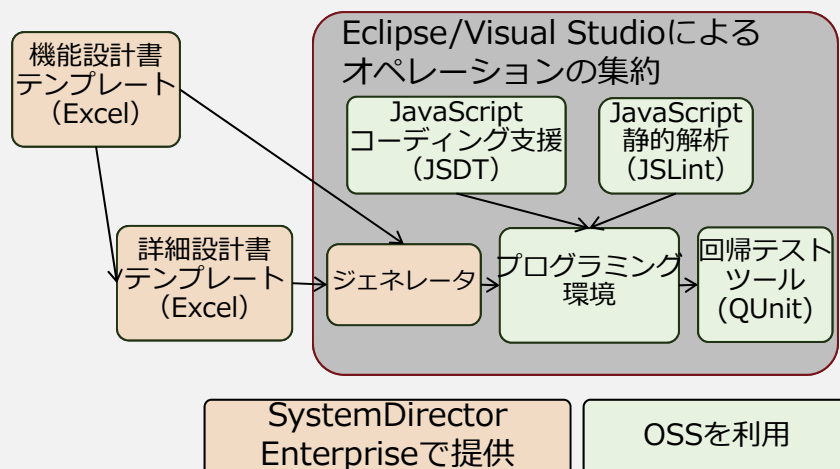 機能設計書
テンプレート
（Excel）
Eclipse/Visual Studioによる
オペレーションの集約
JavaScript
コーディング支援
（JSDT）
JavaScript
静的解析
(JSLint）
詳細設計書
テンプレート
（Excel）
ジェネレータ
プログラミング
環境
回帰テスト
ツール
(QUnit)
SystemDirector
Enterpriseで提供
OSSを利用